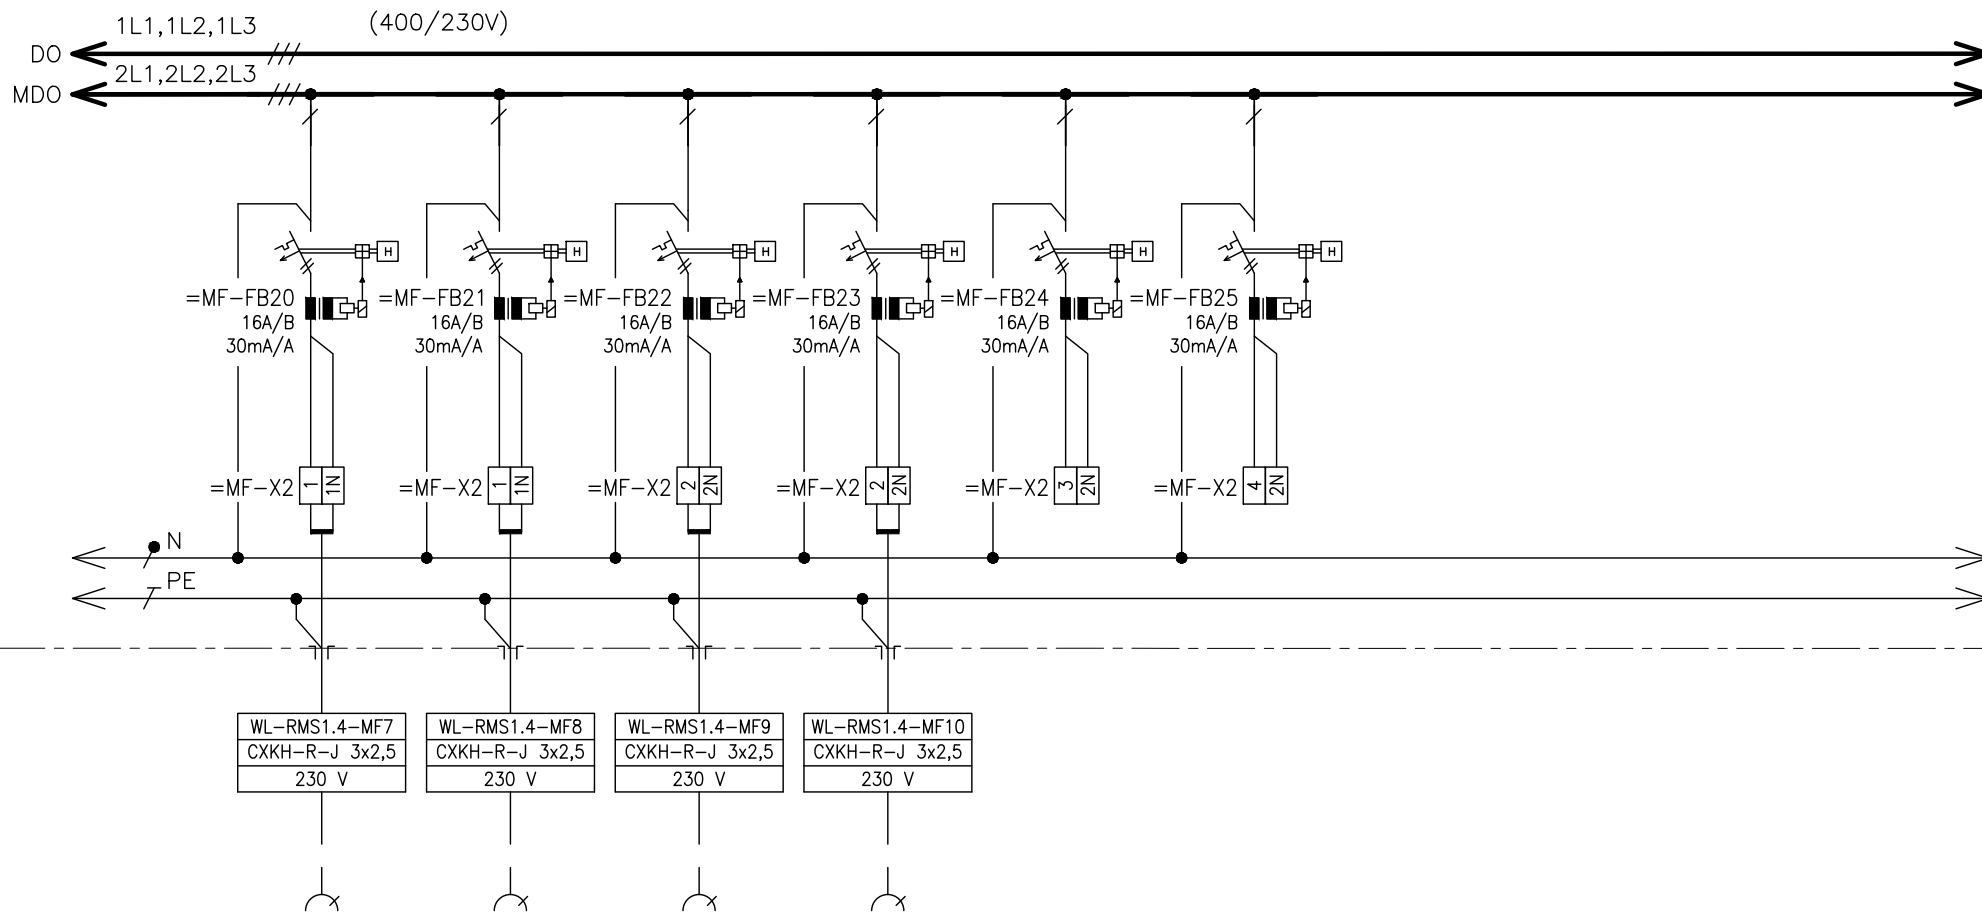 1L1,1L2,1L3 (400/230V)
DO
2L1,2L2,2L3
MDO
H H H H H H
=MF-FB20 =MF-FB21 =MF-FB22 =MF-FB23 =MF-FB24 =MF-FB25
16A/B 16A/B 16A/B 16A/B 16A/B 16A/B
30mA/A 30mA/A 30mA/A 30mA/A 30mA/A 30mA/A
=MF-X2 1 1N =MF-X2 1 1N =MF-X2 2 2N =MF-X2 2 2N =MF-X2 3 2N =MF-X2 4 2N
N
PE
WL-RMS1.4-MF7 WL-RMS1.4-MF8 WL-RMS1.4-MF9 WL-RMS1.4-MF10
CXKH-R-J 3x2,5 CXKH-R-J 3x2,5 CXKH-R-J 3x2,5 CXKH-R-J 3x2,5
230 V 230 V 230 V 230 V